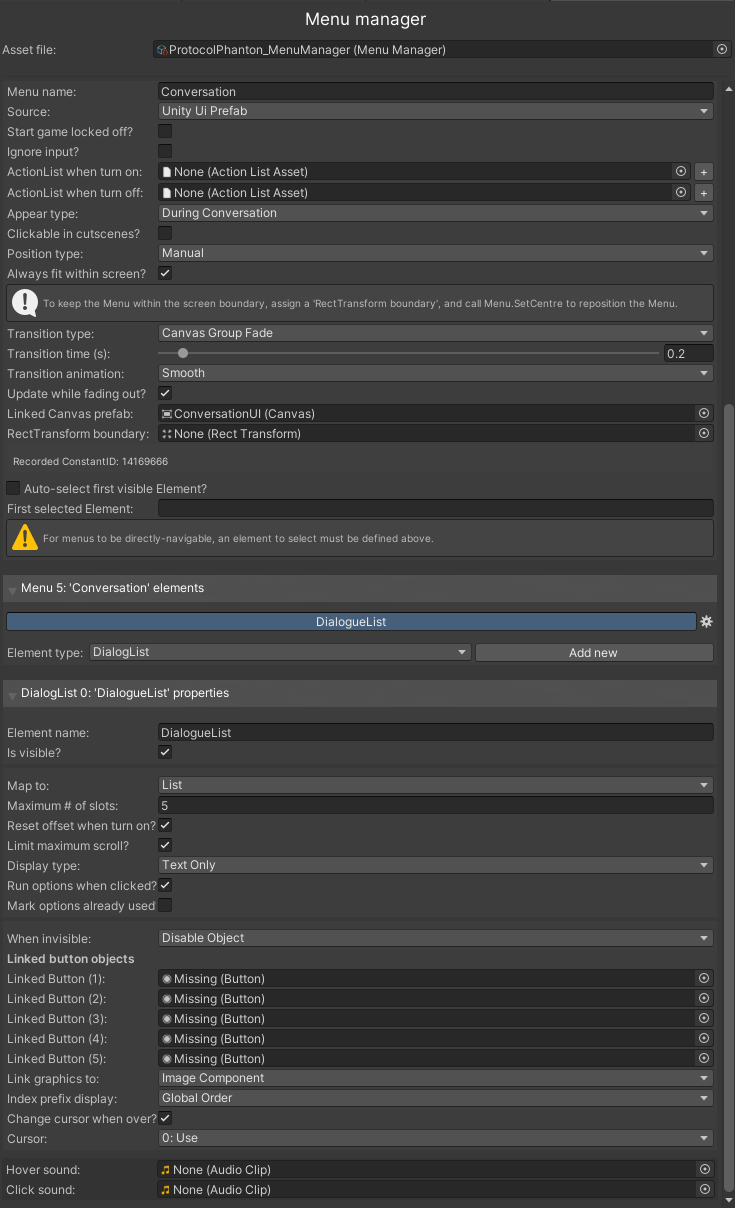 Menu manager
Asset file: ProtocolPhanton_MenuManager (Menu Manager)
Menu name: Conversation
Source: Unity Ui Prefab
Start game locked off?
Ignore input?
ActionList when turn on: None (Action List Asset) +
ActionList when turn off: None (Action List Asset) +
Appear type: During Conversation
Clickable in cutscenes?
Position type: Manual
Always fit within screen?
To keep the Menu within the screen boundary, assign a 'RectTransform boundary', and call Menu.SetCentre to reposition the Menu.
Transition type: Canvas Group Fade
Transition time (s): 0.2
Transition animation: Smooth
Update while fading out?
Linked Canvas prefab: ConversationUI (Canvas)
RectTransform boundary: None (Rect Transform)
Recorded ConstantID: 14169666
Auto-select first visible Element?
First selected Element:
For menus to be directly-navigable, an element to select must be defined above.
Menu 5: 'Conversation' elements
DialogueList
Element type: DialogList Add new
DialogList 0: 'DialogueList' properties
Element name: DialogueList
Is visible?
Map to: List
Maximum # of slots: 5
Reset offset when turn on?
Limit maximum scroll?
Display type: Text Only
Run options when clicked?
Mark options already used
When invisible: Disable Object
Linked button objects
Linked Button (1): Missing (Button)
Linked Button (2): Missing (Button)
Linked Button (3): Missing (Button)
Linked Button (4): Missing (Button)
Linked Button (5): Missing (Button)
Link graphics to: Image Component
Index prefix display: Global Order
Change cursor when over?
Cursor: 0: Use
Hover sound: None (Audio Clip)
Click sound: None (Audio Clip)